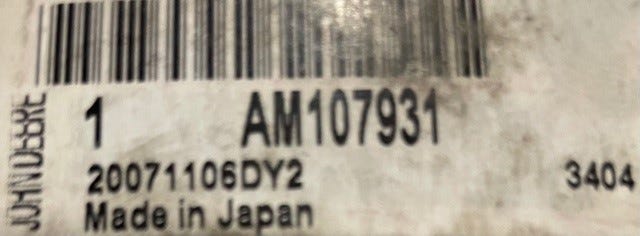 JOHN DEERE
1 AM107931
20071106DY2 3404
Made in Japan